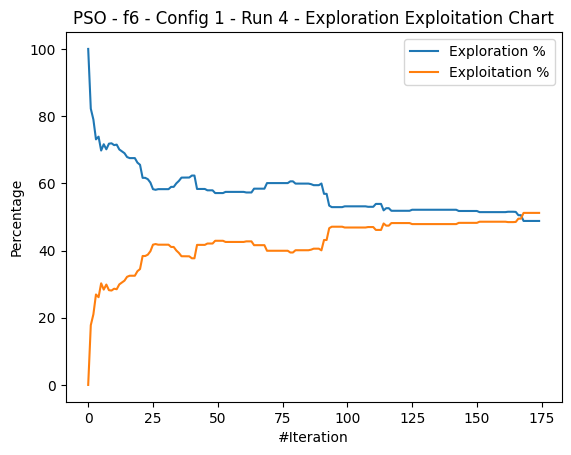 PSO - f6 - Config 1 - Run 4 - Exploration Exploitation Chart
Exploration %
Exploitation %
Percentage
100
80
60
40
20
0
0 25 50 75 100 125 150 175
#Iteration